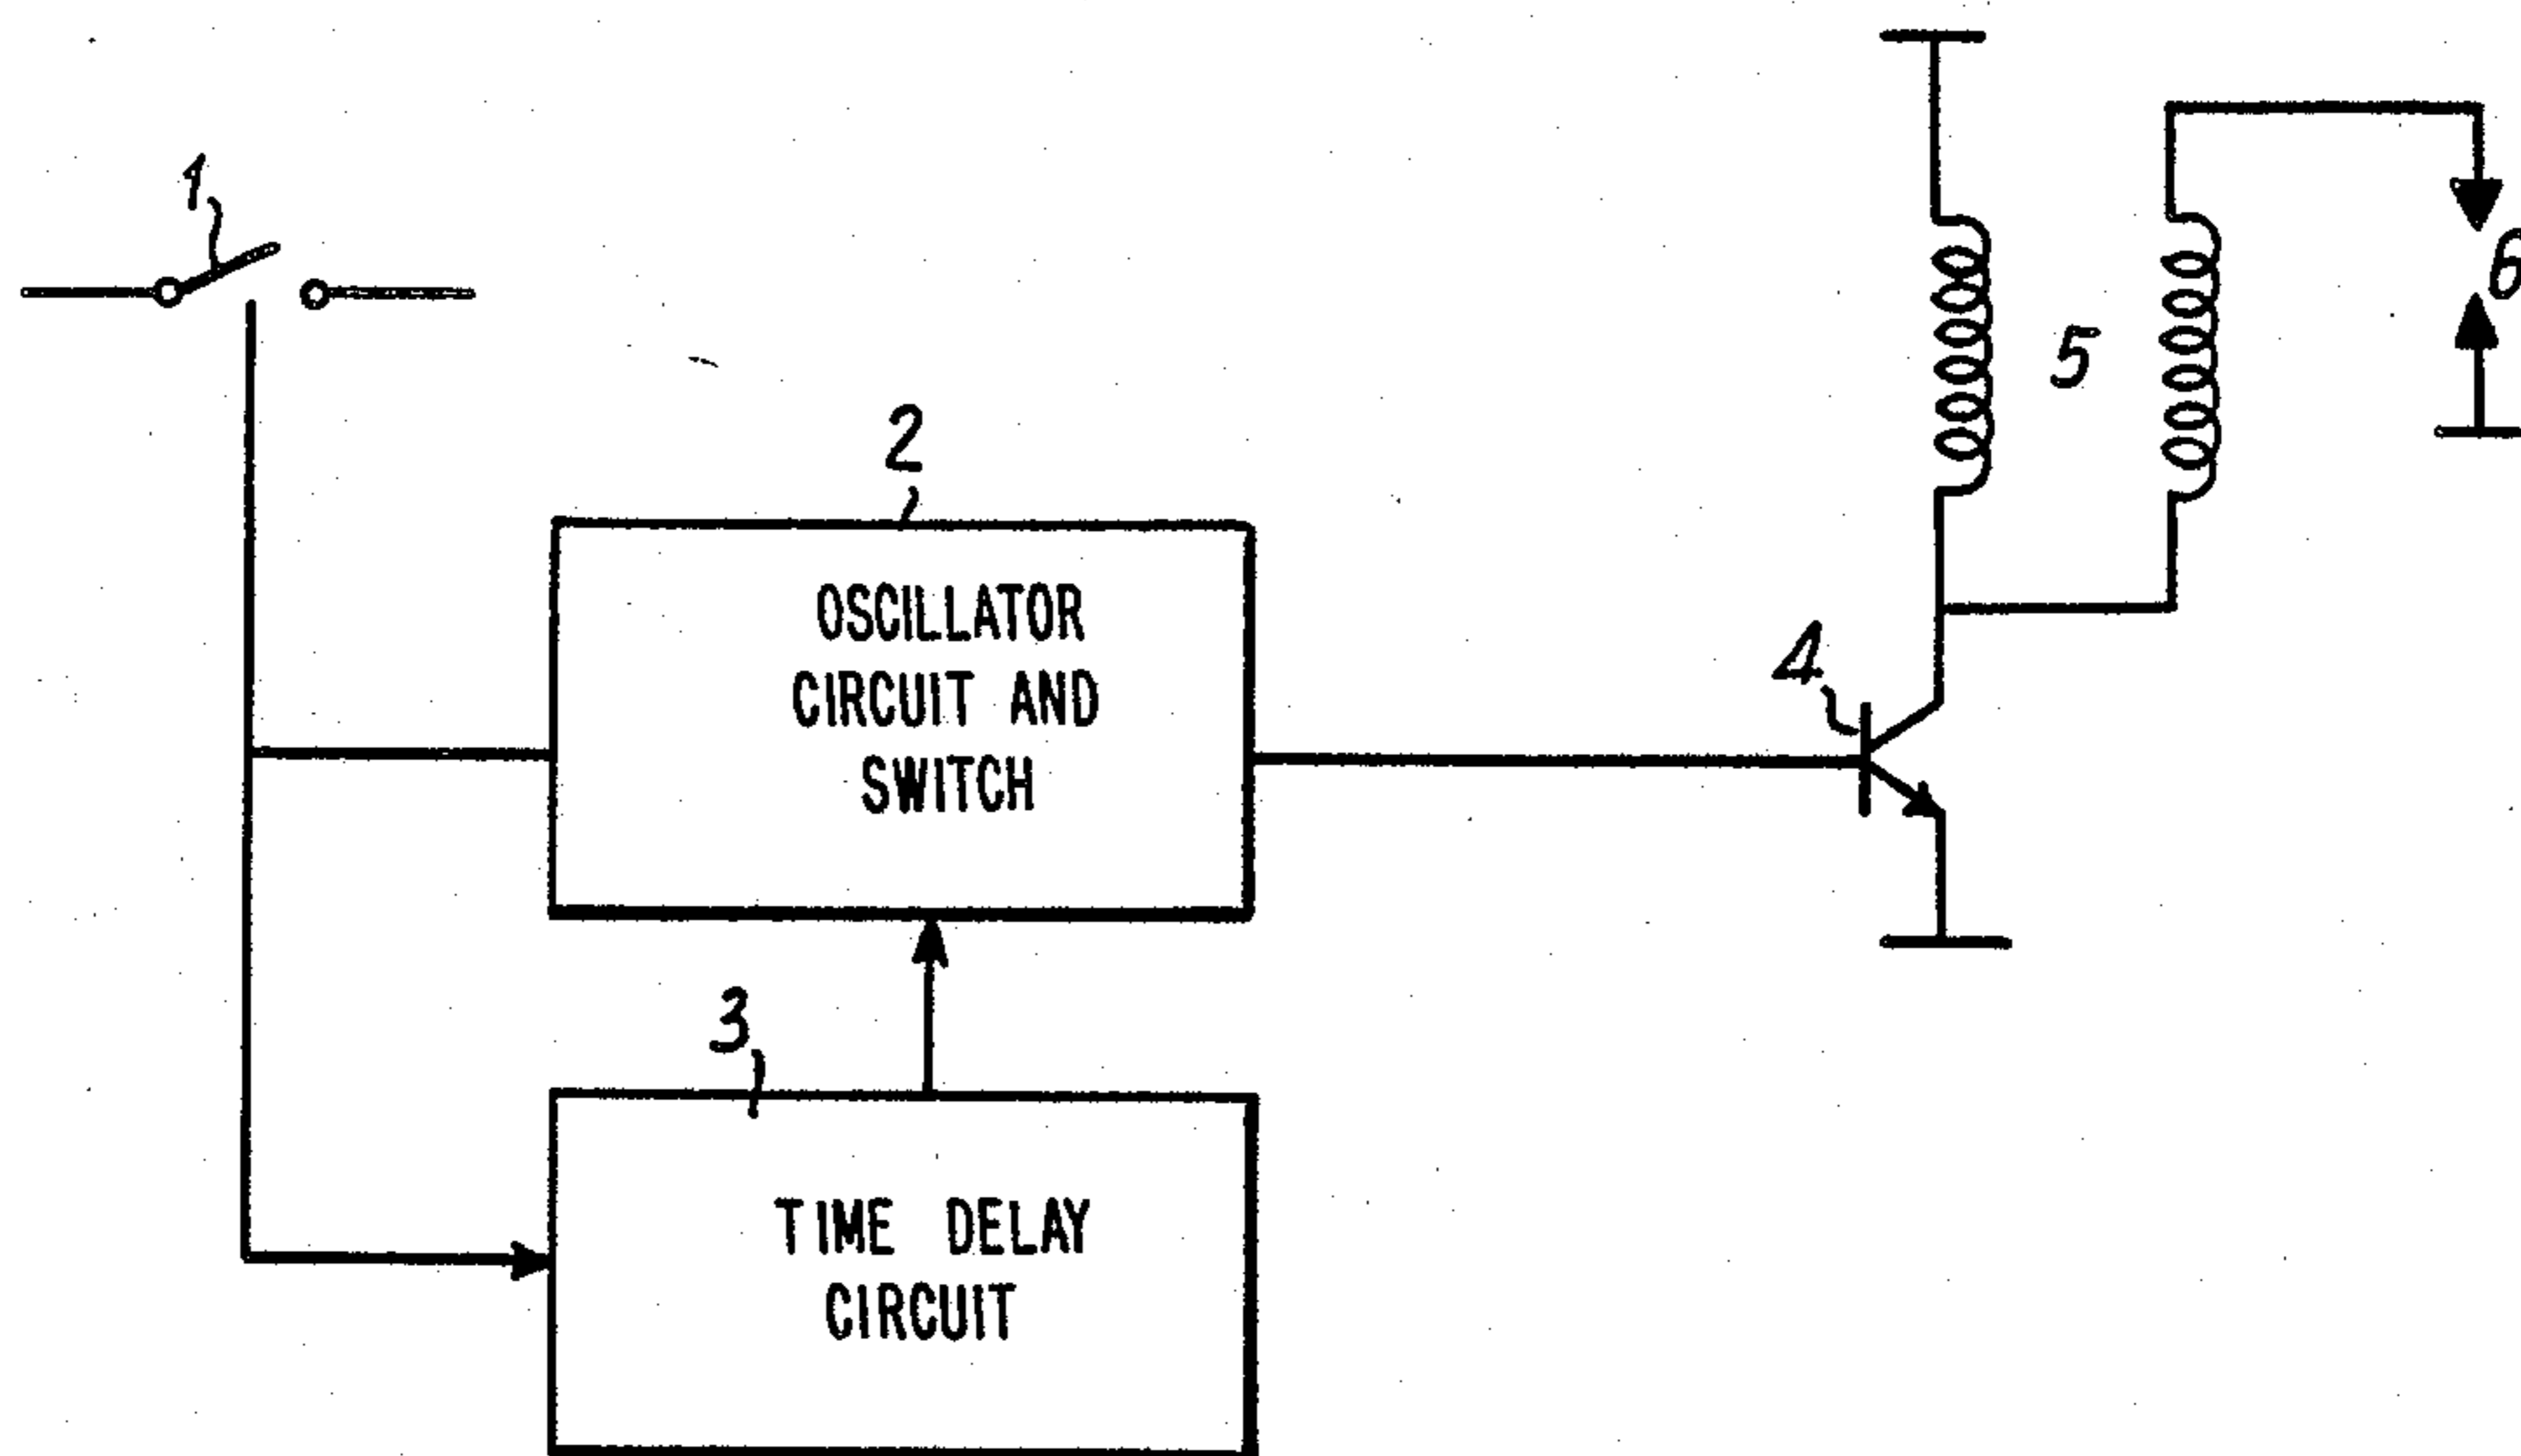 1
6
5
2
OSCILLATOR
CIRCUIT AND
SWITCH
4
3
TIME DELAY
CIRCUIT